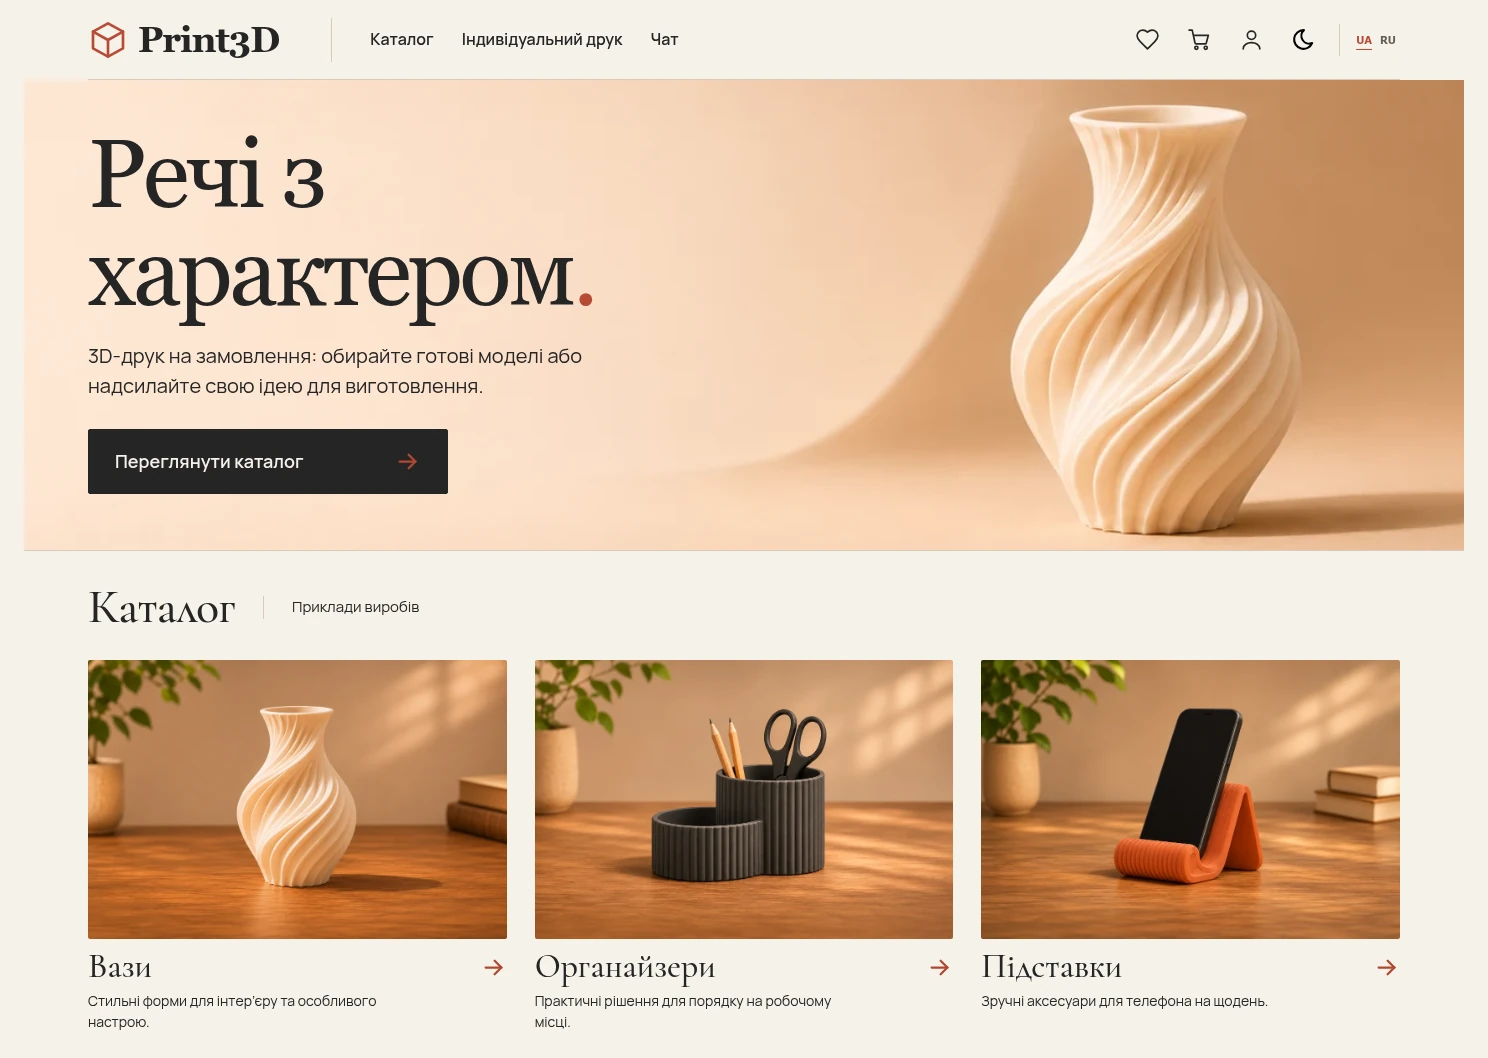 Print3D
Каталог
Індивідуальний друк
Чат
UA
RU
Речі з
характером.
3D-друк на замовлення: обирайте готові моделі або
надсилайте свою ідею для виготовлення.
Переглянути каталог
Каталог
Приклади виробів
Вази
Стильні форми для інтер'єру та особливого
настрою.
Органайзери
Практичні рішення для порядку на робочому
місці.
Підставки
Зручні аксесуари для телефона на щодень.